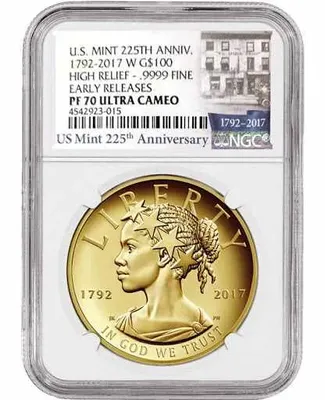 U.S. MINT 225TH ANNIV.
1792-2017 W G$100
HIGH RELIEF - .9999 FINE
EARLY RELEASES
PF 70 ULTRA CAMEO
4542923-015
1792-2017
US Mint 225th Anniversary
NGC
LIBERTY
1792 2017
IN GOD WE TRUST